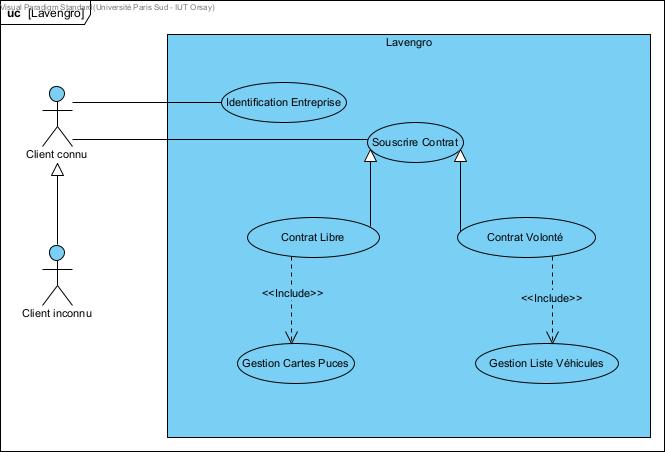 Visual Paradigm Standard(Université Paris Sud - IUT Orsay)
uc [Lavengro]
Lavengro
Identification Entreprise
Souscrire Contrat
Client connu
Contrat Libre
Contrat Volonté
<<Include>>
<<Include>>
Client inconnu
Gestion Cartes Puces
Gestion Liste Véhicules